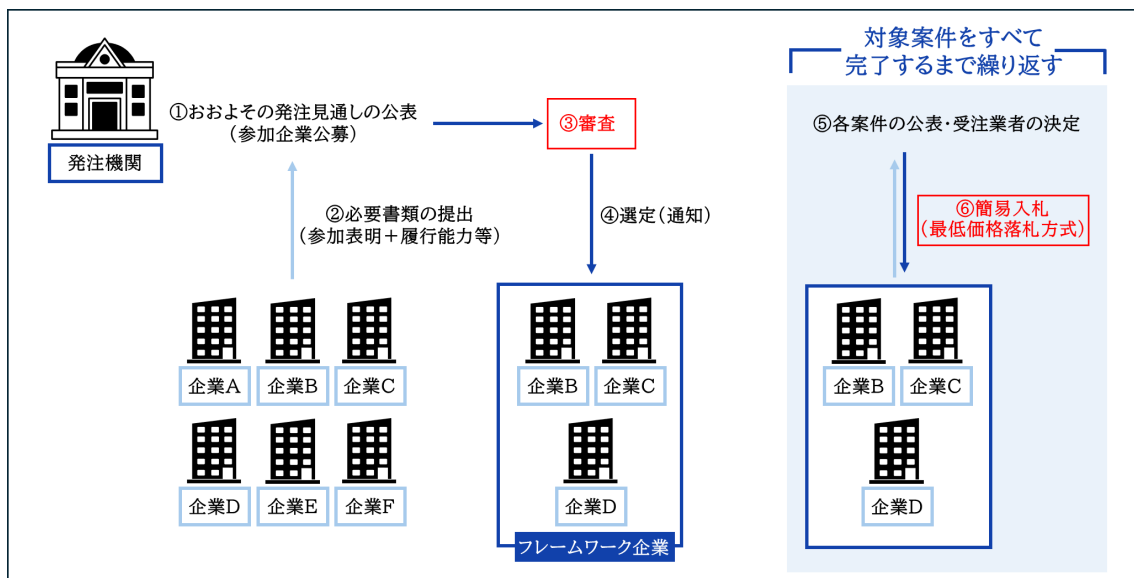 発注機関
①おおよその発注見通しの公表
（参加企業公募）
②必要書類の提出
（参加表明＋履行能力等）
企業A
企業B
企業C
企業D
企業E
企業F
③審査
④選定（通知）
企業B
企業C
企業D
フレームワーク企業
対象案件をすべて
完了するまで繰り返す
⑤各案件の公表・受注業者の決定
⑥簡易入札
（最低価格落札方式）
企業B
企業C
企業D